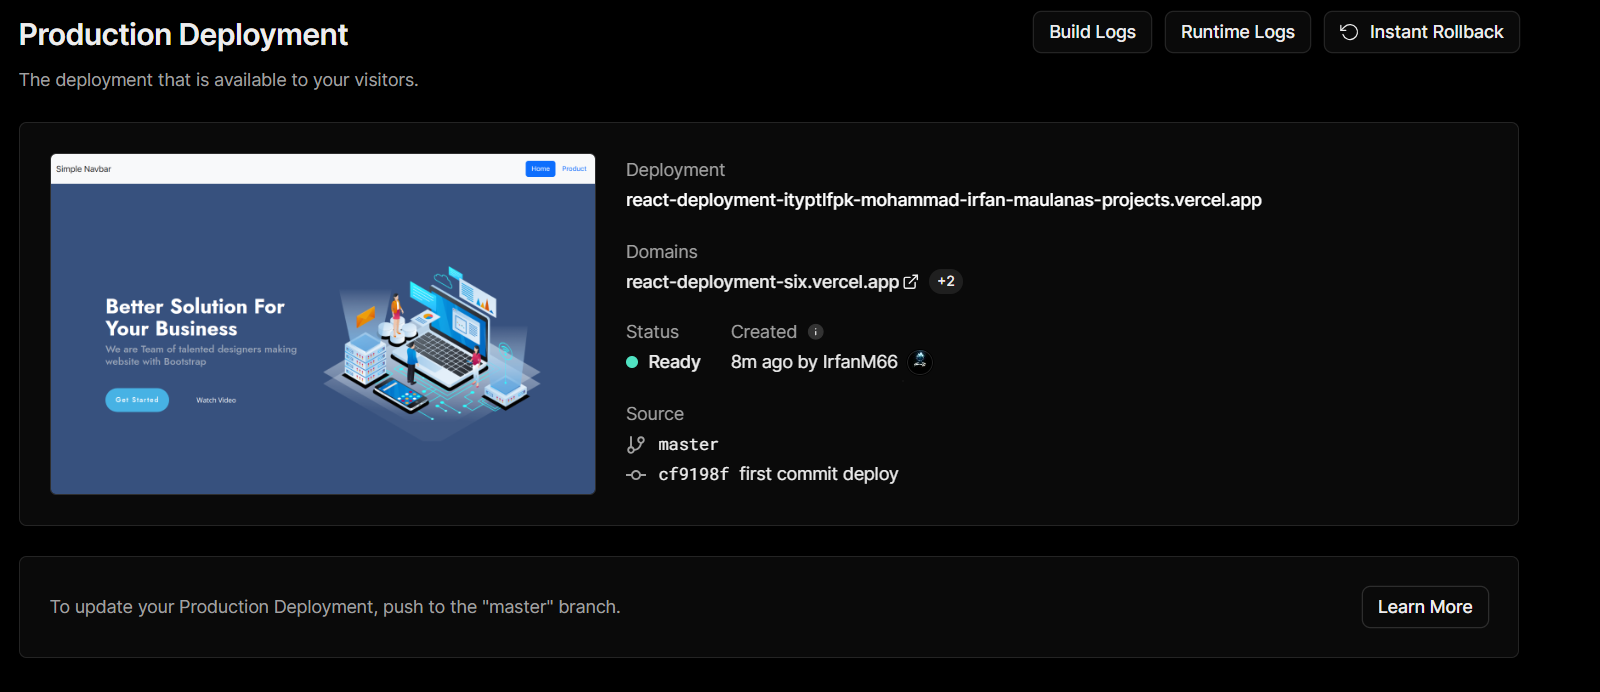 Production Deployment
Build Logs
Runtime Logs
Instant Rollback
The deployment that is available to your visitors.
Simple Navbar
Home
Product
Better Solution For
Your Business
We are Team of talented designers making
website with Bootstrap
Get Started
Watch Video
Deployment
react-deployment-ityptlfpk-mohammad-irfan-maulanas-projects.vercel.app
Domains
react-deployment-six.vercel.app +2
Status
Created
Ready
8m ago by IrfanM66
Source
master
cf9198f first commit deploy
To update your Production Deployment, push to the "master" branch.
Learn More